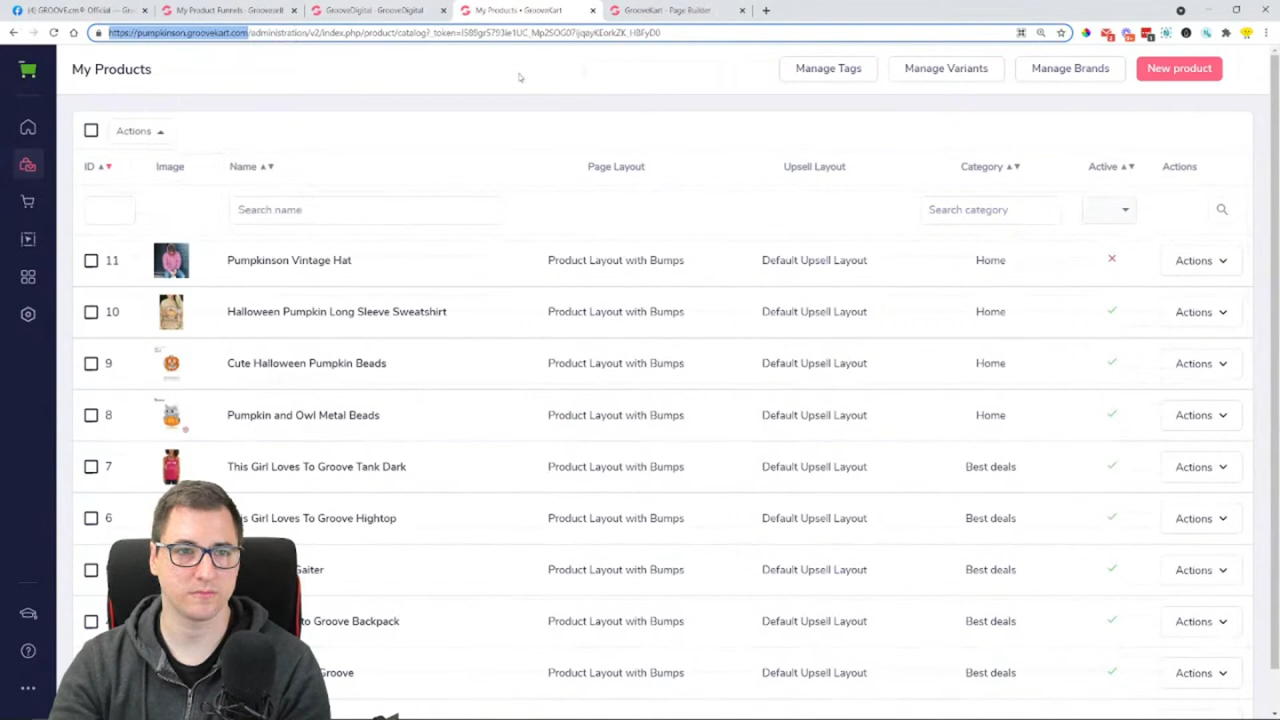 (4) GROOVE.cm® Official — Groo
My Product Funnels · Groovesell
GrooveDigital · GrooveDigital
My Products • GrooveKart
GrooveKart - Page Builder
https://pumpkinson.groovekart.com/administration/v2/index.php/product/catalog?_token=
My Products
Manage Tags
Manage Variants
Manage Brands
New product
Actions
ID Image Name Page Layout Upsell Layout Category Active Actions
Search name
Search category
11 Pumpkinson Vintage Hat Product Layout with Bumps Default Upsell Layout Home Actions
10 Halloween Pumpkin Long Sleeve Sweatshirt Product Layout with Bumps Default Upsell Layout Home Actions
9 Cute Halloween Pumpkin Beads Product Layout with Bumps Default Upsell Layout Home Actions
8 Pumpkin and Owl Metal Beads Product Layout with Bumps Default Upsell Layout Home Actions
7 This Girl Loves To Groove Tank Dark Product Layout with Bumps Default Upsell Layout Best deals Actions
6 is Girl Loves To Groove Hightop Product Layout with Bumps Default Upsell Layout Best deals Actions
Gaiter Product Layout with Bumps Default Upsell Layout Best deals Actions
to Groove Backpack Product Layout with Bumps Default Upsell Layout Best deals Actions
Groove Product Layout with Bumps Default Upsell Layout Best deals Actions